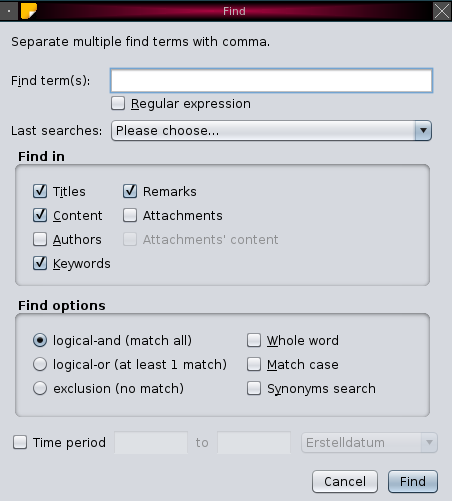 Find
Separate multiple find terms with comma.
Find term(s):
Regular expression
Last searches: Please choose...
Find in
Titles Remarks
Content Attachments
Authors Attachments' content
Keywords
Find options
logical-and (match all) Whole word
logical-or (at least 1 match) Match case
exclusion (no match) Synonyms search
Time period to Erstelldatum
Cancel Find